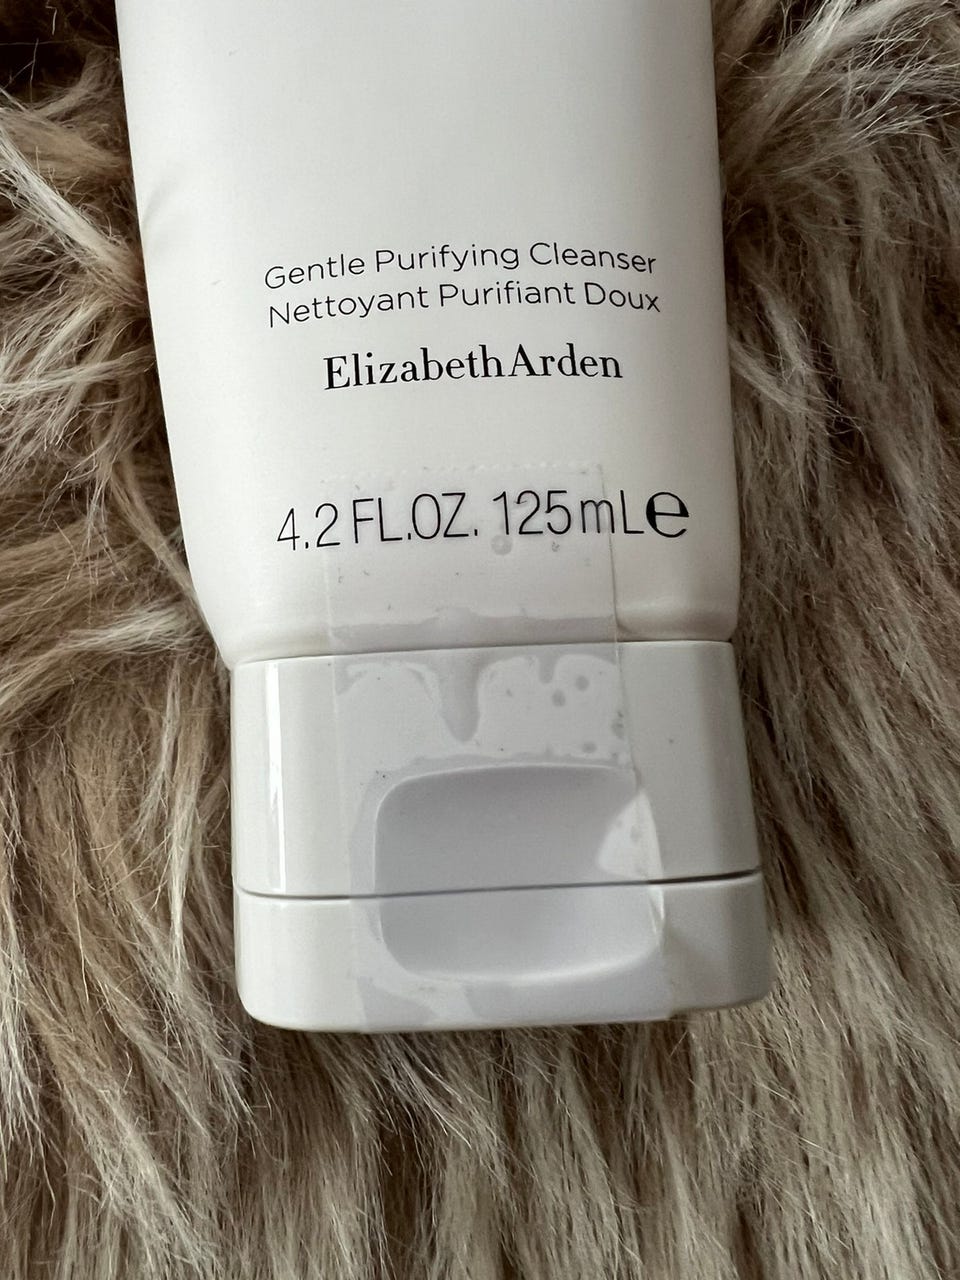 Gentle Purifying Cleanser
Nettoyant Purifiant Doux
ElizabethArden
4.2 FL.OZ. 125mL℮